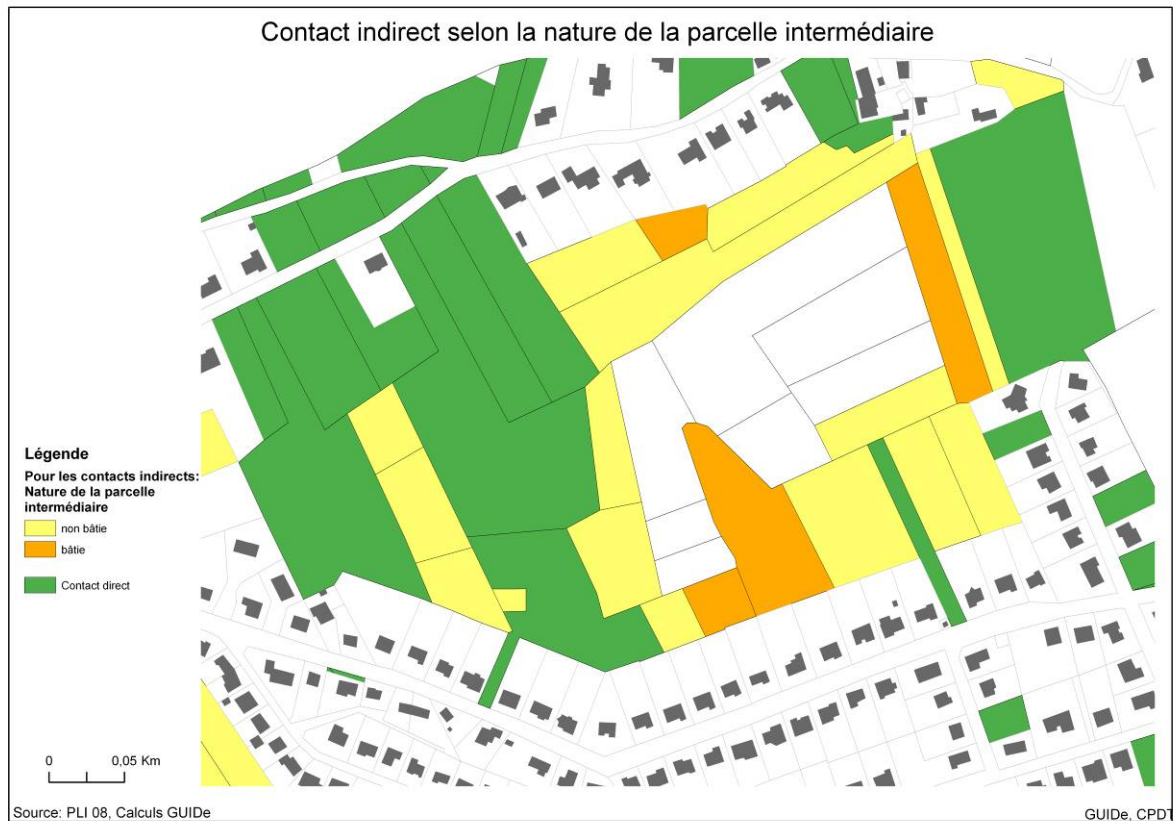 Contact indirect selon la nature de la parcelle intermédiaire
Légende
Pour les contacts indirects:
Nature de la parcelle
intermédiaire
non bâtie
bâtie
Contact direct
0 0,05 Km
Source: PLI 08, Calculs GUIDe
GUIDe, CPDT